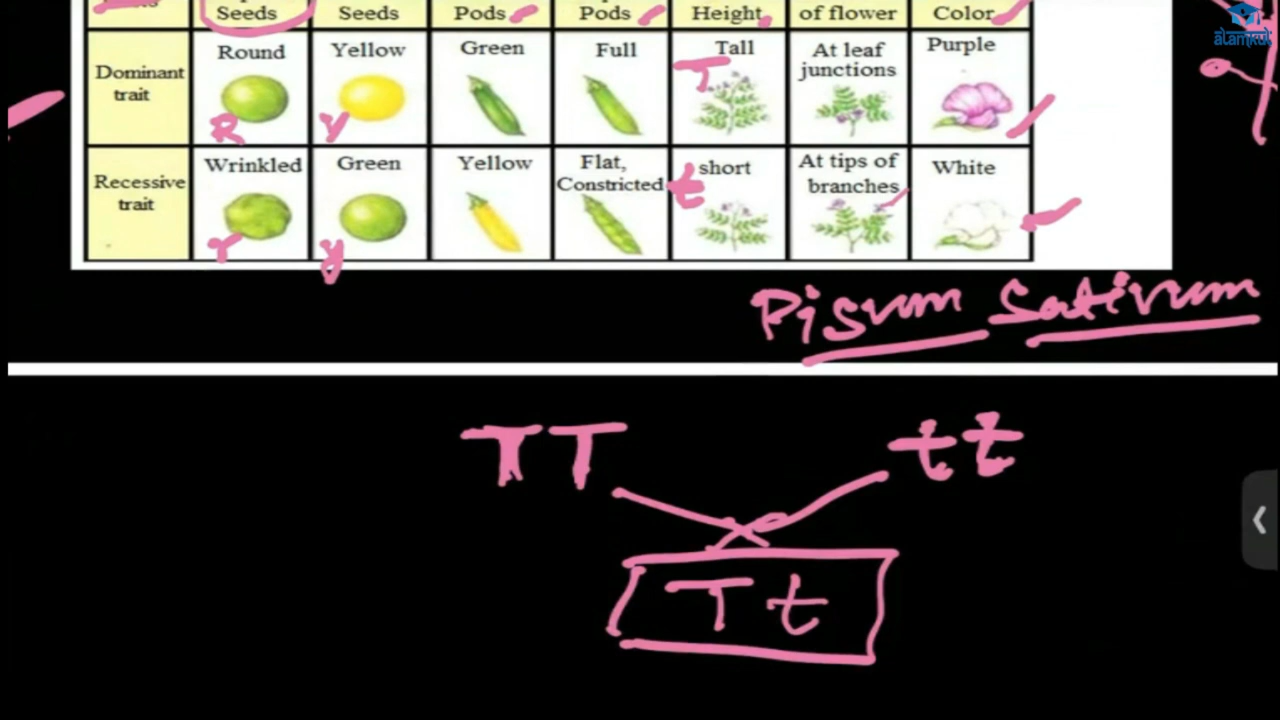 Seeds Seeds Pods Pods Height of flower Color
alamkul
Dominant trait
Round Yellow Green Full Tall At leaf junctions Purple
R Y T
Recessive trait
Wrinkled Green Yellow Flat, Constricted short At tips of branches White
r y t
Pisum Sativum
TT tt
Tt